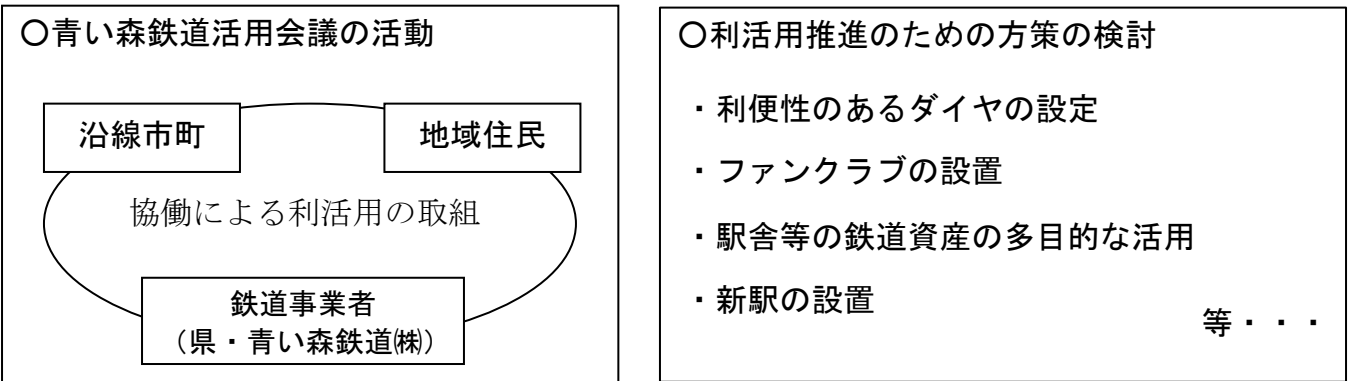 〇青い森鉄道活用会議の活動
沿線市町
地域住民
協働による利活用の取組
鉄道事業者
（県・青い森鉄道㈱）
〇利活用推進のための方策の検討
・利便性のあるダイヤの設定
・ファンクラブの設置
・駅舎等の鉄道資産の多目的な活用
・新駅の設置
等・・・